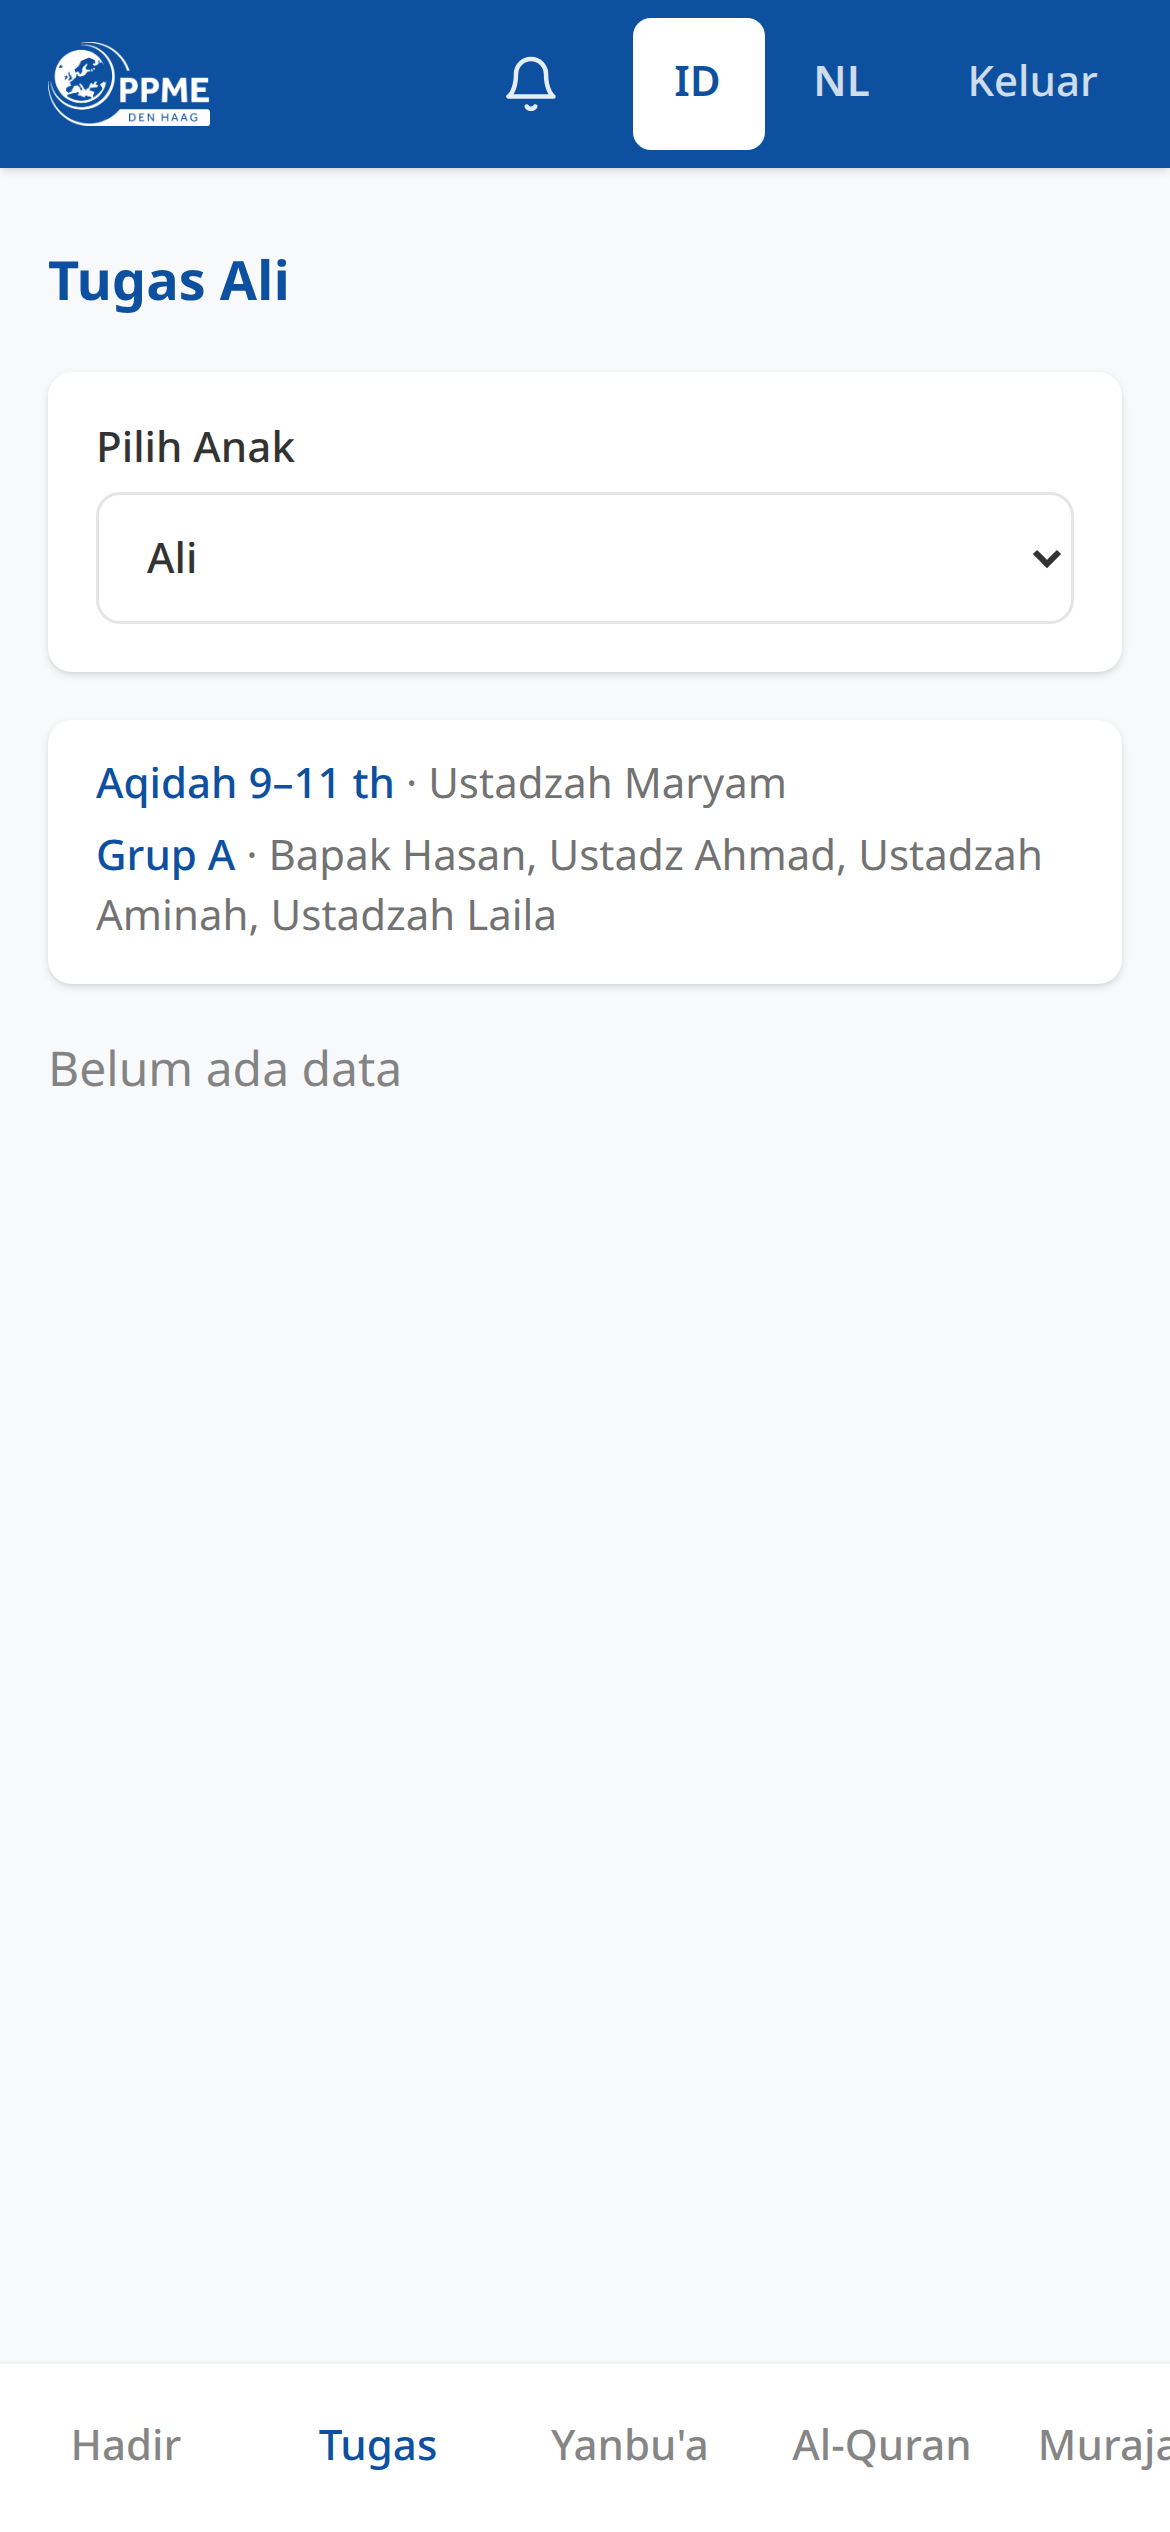 PPME
DEN HAAG
ID
NL
Keluar
Tugas Ali
Pilih Anak
Ali
Aqidah 9–11 th · Ustadzah Maryam
Grup A · Bapak Hasan, Ustadz Ahmad, Ustadzah
Aminah, Ustadzah Laila
Belum ada data
Hadir
Tugas
Yanbu'a
Al-Quran
Muraja